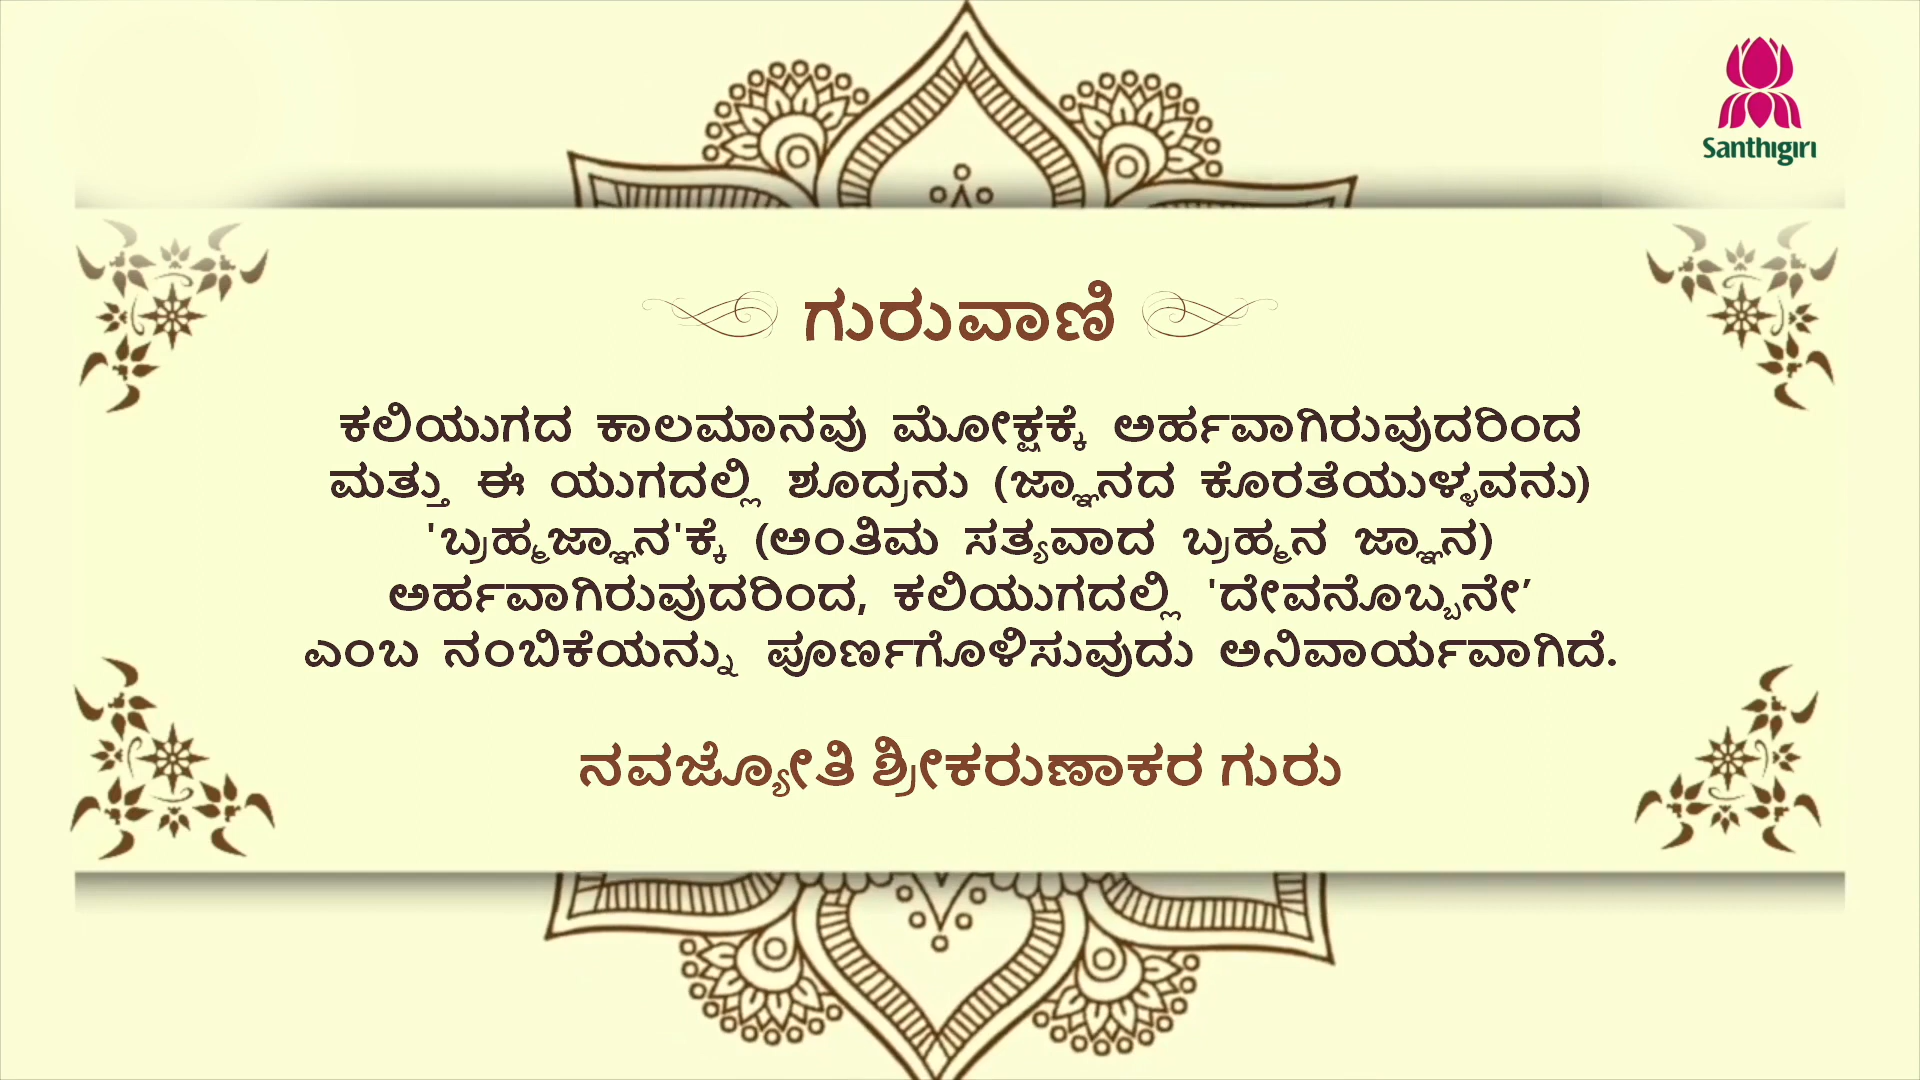 Santhigiri
ಗುರುವಾಣಿ
ಕಲಿಯುಗದ ಕಾಲಮಾನವು ಮೋಕ್ಷಕ್ಕೆ ಅರ್ಹವಾಗಿರುವುದರಿಂದ
ಮತ್ತು ಈ ಯುಗದಲ್ಲಿ ಶೂದ್ರನು (ಜ್ಞಾನದ ಕೊರತೆಯುಳ್ಳವನು)
'ಬ್ರಹ್ಮಜ್ಞಾನ'ಕ್ಕೆ (ಅಂತಿಮ ಸತ್ಯವಾದ ಬ್ರಹ್ಮನ ಜ್ಞಾನ)
ಅರ್ಹವಾಗಿರುವುದರಿಂದ, ಕಲಿಯುಗದಲ್ಲಿ 'ದೇವನೊಬ್ಬನೇ’
ಎಂಬ ನಂಬಿಕೆಯನ್ನು ಪೂರ್ಣಗೊಳಿಸುವುದು ಅನಿವಾರ್ಯವಾಗಿದೆ.
ನವಜ್ಯೋತಿ ಶ್ರೀಕರುಣಾಕರ ಗುರು